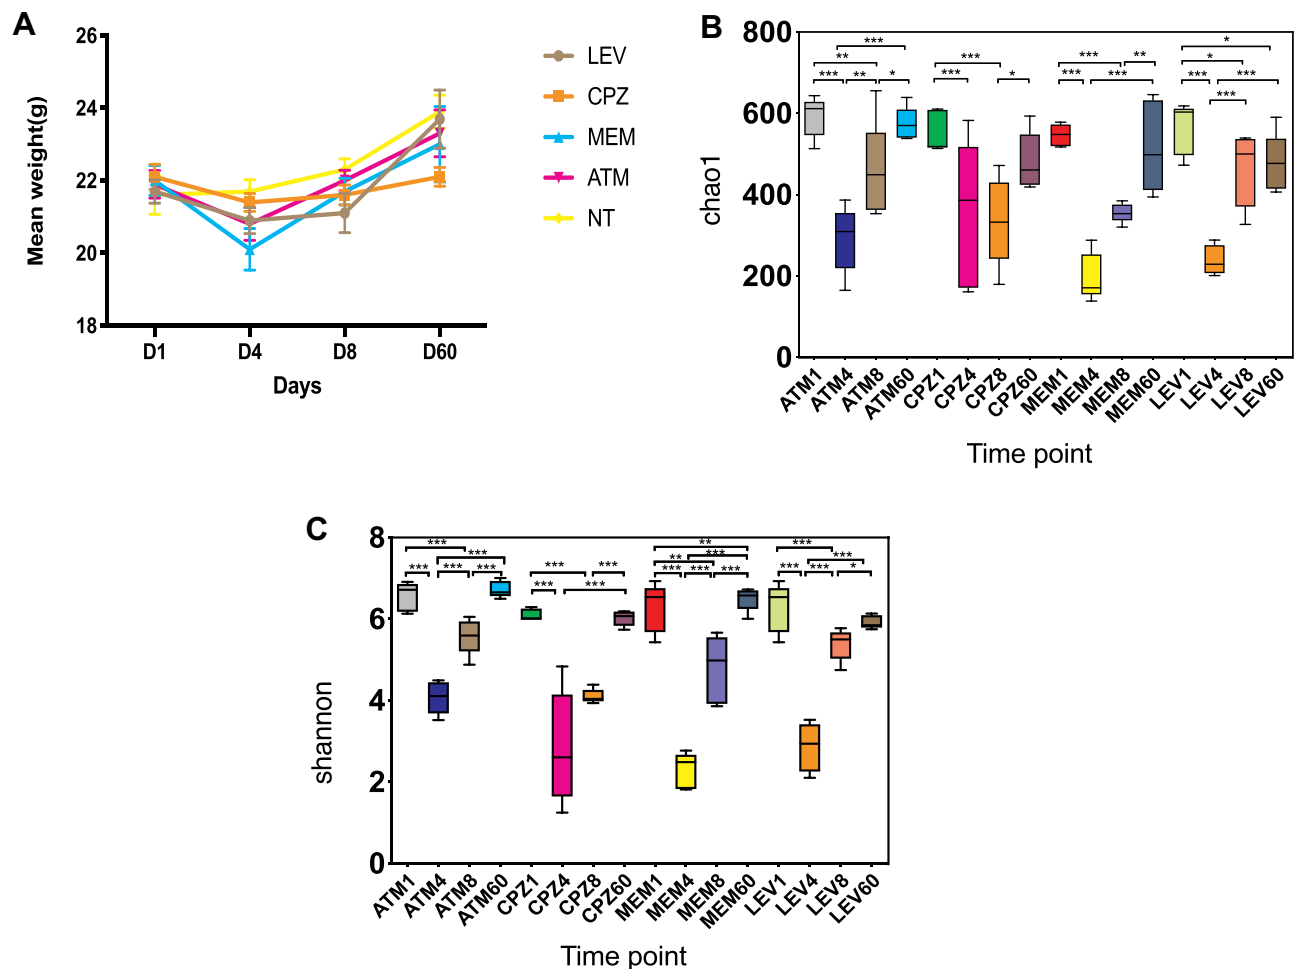 A
26
24
22
20
18
Mean weight(g)
D1 D4 D8 D60
Days
LEV
CPZ
MEM
ATM
NT
B
800
600
400
200
0
chao1
*** ** *** ** *
*** *** *
*** *** *** **
*** * * *** ***
ATM1 ATM4 ATM8 ATM60 CPZ1 CPZ4 CPZ8 CPZ60 MEM1 MEM4 MEM8 MEM60 LEV1 LEV4 LEV8 LEV60
Time point
C
8
6
4
2
0
shannon
*** *** *** *** ***
*** *** *** ***
** *** ** *** *** ***
*** *** *** *** *
ATM1 ATM4 ATM8 ATM60 CPZ1 CPZ4 CPZ8 CPZ60 MEM1 MEM4 MEM8 MEM60 LEV1 LEV4 LEV8 LEV60
Time point